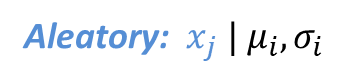 Aleatory: xⱼ | μᵢ, σᵢ